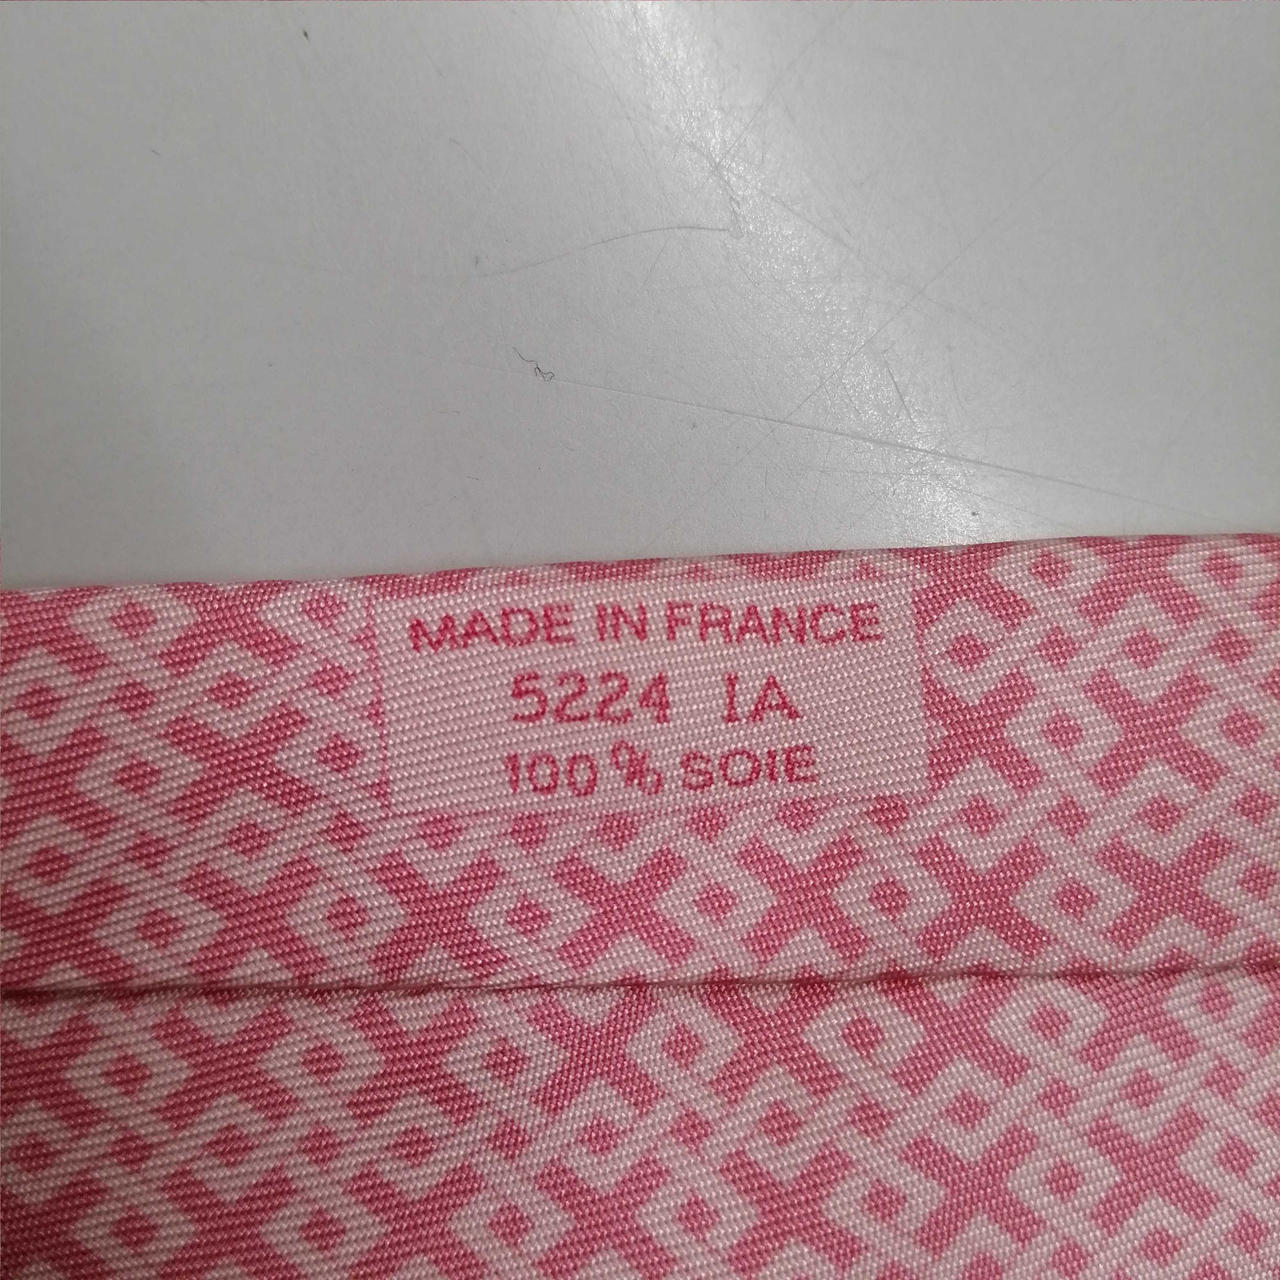 MADE IN FRANCE
5224 IA
100% SOIE